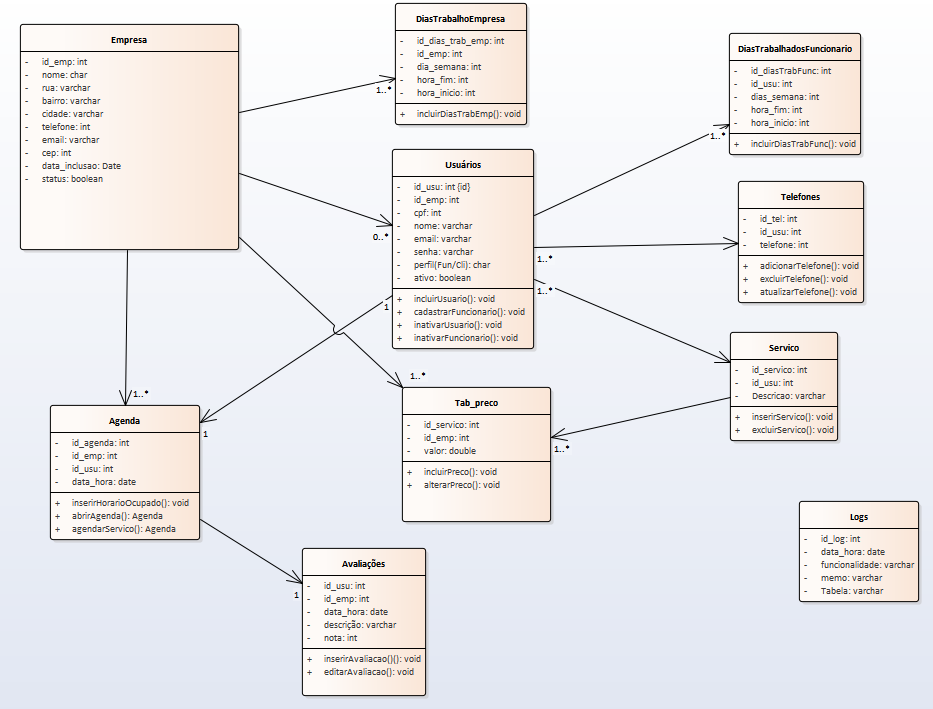 Empresa
- id_emp: int
- nome: char
- rua: varchar
- bairro: varchar
- cidade: varchar
- telefone: int
- email: varchar
- cep: int
- data_inclusao: Date
- status: boolean
DiasTrabalhoEmpresa
- id_dias_trab_emp: int
- id_emp: int
- dia_semana: int
- hora_fim: int
- hora_inicio: int
+ incluirDiasTrabEmp(): void
1..*
DiasTrabalhadosFuncionario
- id_diasTrabFunc: int
- id_usu: int
- dias_semana: int
- hora_fim: int
- hora_inicio: int
+ incluirDiasTrabFunc(): void
1..*
Usuários
- id_usu: int {id}
- id_emp: int
- cpf: int
- nome: varchar
- email: varchar
- senha: varchar
- perfil(Fun/Cli): char
- ativo: boolean
+ incluirUsuario(): void
+ cadastrarFuncionario(): void
+ inativarUsuario(): void
+ inativarFuncionario(): void
0..*
1..*
1..*
1
Telefones
- id_tel: int
- id_usu: int
- telefone: int
+ adicionarTelefone(): void
+ excluirTelefone(): void
+ atualizarTelefone(): void
Servico
- id_servico: int
- id_usu: int
- Descricao: varchar
+ inserirServico(): void
+ excluirServico(): void
1..*
Tab_preco
- id_servico: int
- id_emp: int
- valor: double
+ incluirPreco(): void
+ alterarPreco(): void
1..*
1..*
Agenda
- id_agenda: int
- id_emp: int
- id_usu: int
- data_hora: date
+ inserirHorarioOcupado(): void
+ abrirAgenda(): Agenda
+ agendarServico(): Agenda
1
Avaliações
- id_usu: int
- id_emp: int
- data_hora: date
- descrição: varchar
- nota: int
+ inserirAvaliacao()(): void
+ editarAvaliacao(): void
1
Logs
- id_log: int
- data_hora: date
- funcionalidade: varchar
- memo: varchar
- Tabela: varchar